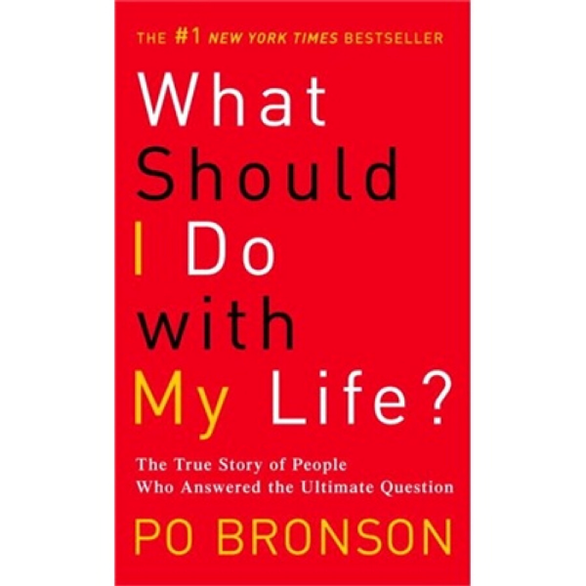 THE #1 NEW YORK TIMES BESTSELLER
What
Should
I Do
with
My Life?
The True Story of People
Who Answered the Ultimate Question
PO BRONSON